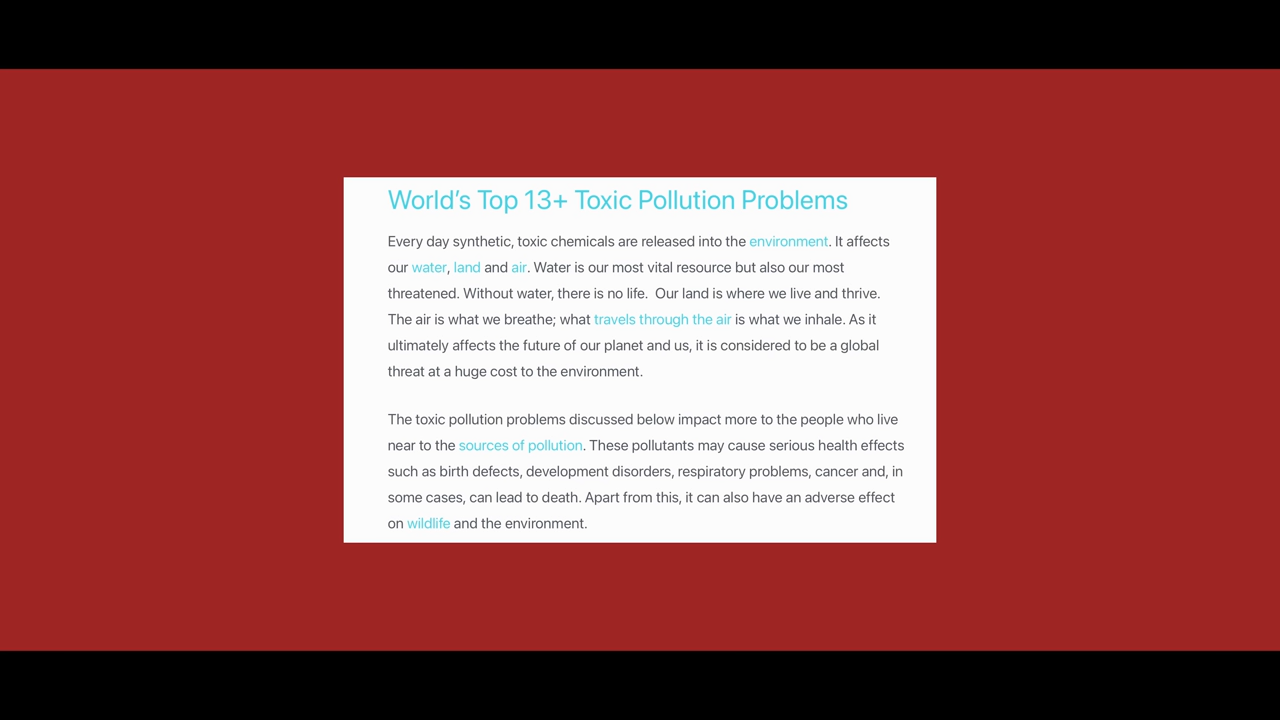 World’s Top 13+ Toxic Pollution Problems
Every day synthetic, toxic chemicals are released into the environment. It affects
our water, land and air. Water is our most vital resource but also our most
threatened. Without water, there is no life.  Our land is where we live and thrive.
The air is what we breathe; what travels through the air is what we inhale. As it
ultimately affects the future of our planet and us, it is considered to be a global
threat at a huge cost to the environment.
The toxic pollution problems discussed below impact more to the people who live
near to the sources of pollution. These pollutants may cause serious health effects
such as birth defects, development disorders, respiratory problems, cancer and, in
some cases, can lead to death. Apart from this, it can also have an adverse effect
on wildlife and the environment.